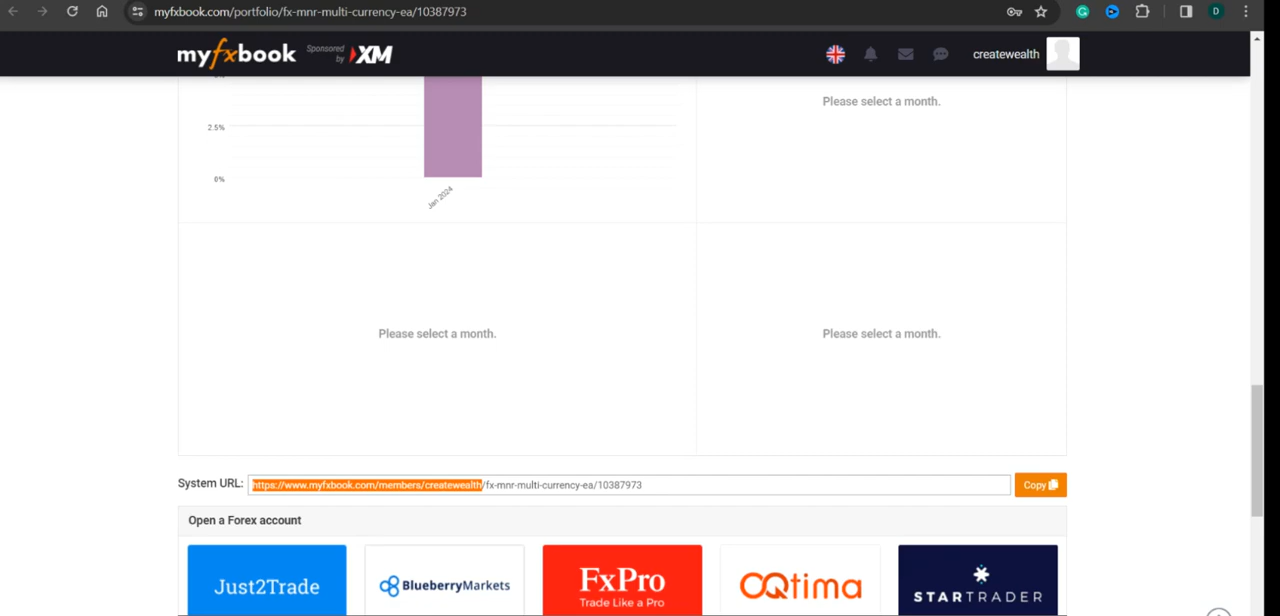 myfxbook.com/portfolio/fx-mnr-multi-currency-ea/10387973
D
myfxbook
Sponsored by XM
createwealth
Please select a month.
2.5%
0%
Jan 2024
Please select a month.
Please select a month.
System URL: https://www.myfxbook.com/members/createwealth/fx-mnr-multi-currency-ea/10387973
Copy
Open a Forex account
Just2Trade
BlueberryMarkets
FxPro
Trade Like a Pro
OQtima
STARTRADER